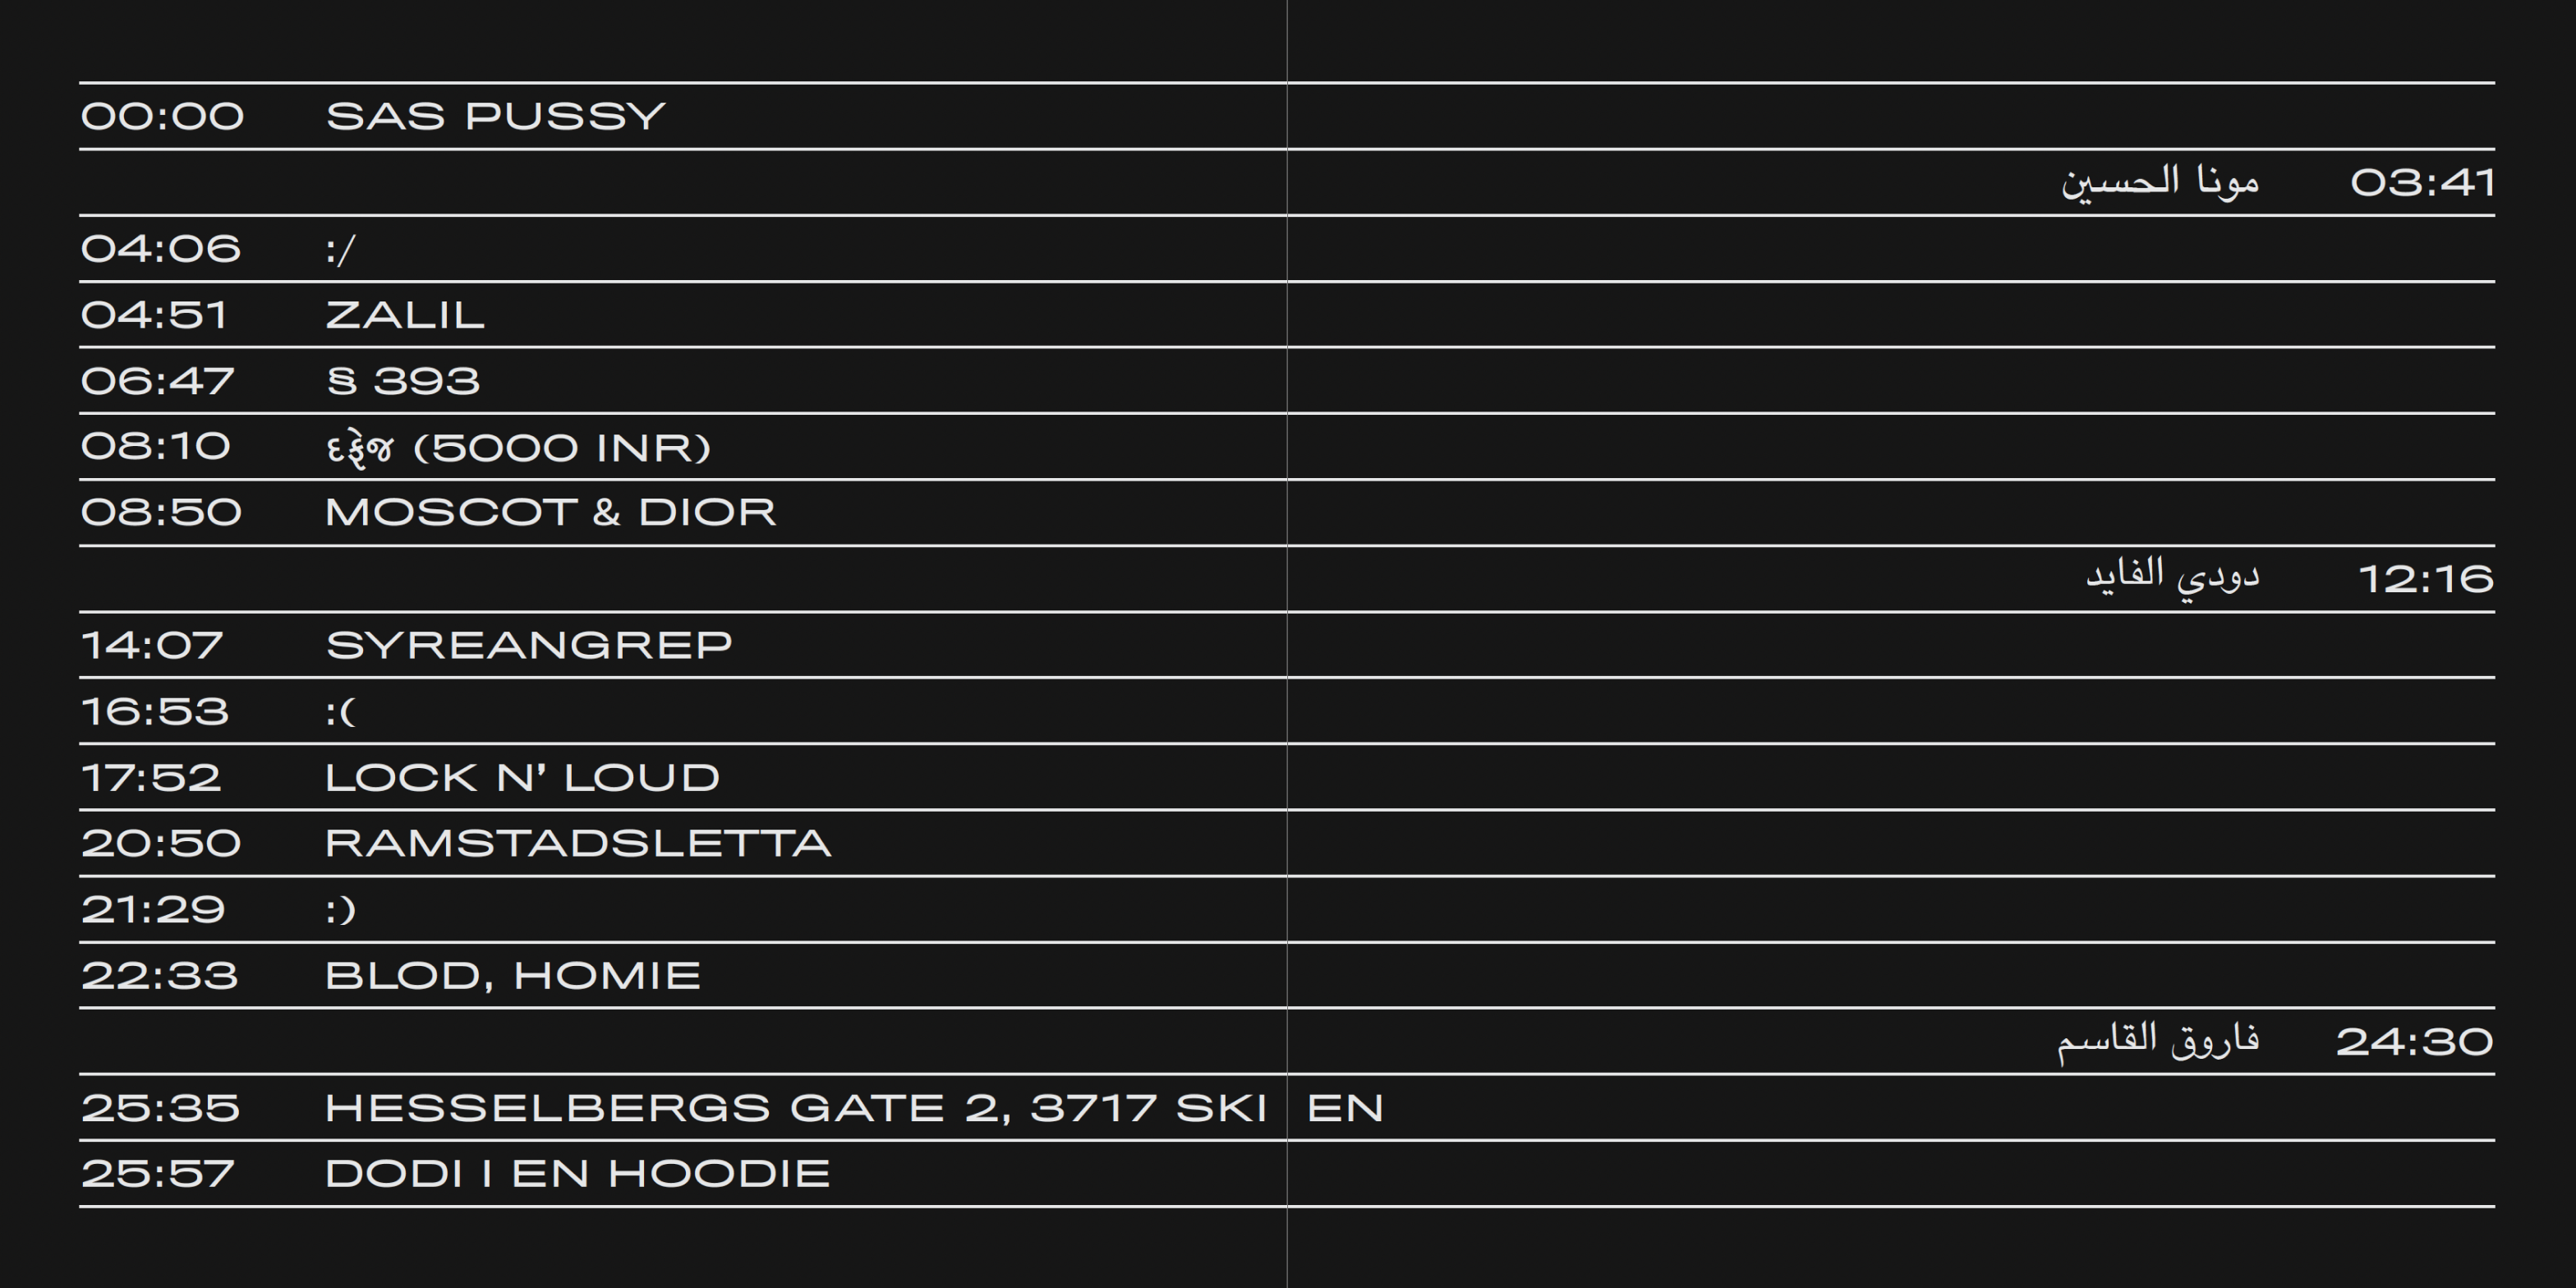 00:00 SAS PUSSY
مونا الحسين 03:41
04:06 :/
04:51 ZALIL
06:47 § 393
08:10 દફેજ (5000 INR)
08:50 MOSCOT & DIOR
دودي الفايد 12:16
14:07 SYREANGREP
16:53 :(
17:52 LOCK N' LOUD
20:50 RAMSTADSLETTA
21:29 :)
22:33 BLOD, HOMIE
فاروق القاسم 24:30
25:35 HESSELBERGS GATE 2, 3717 SKI EN
25:57 DODI I EN HOODIE